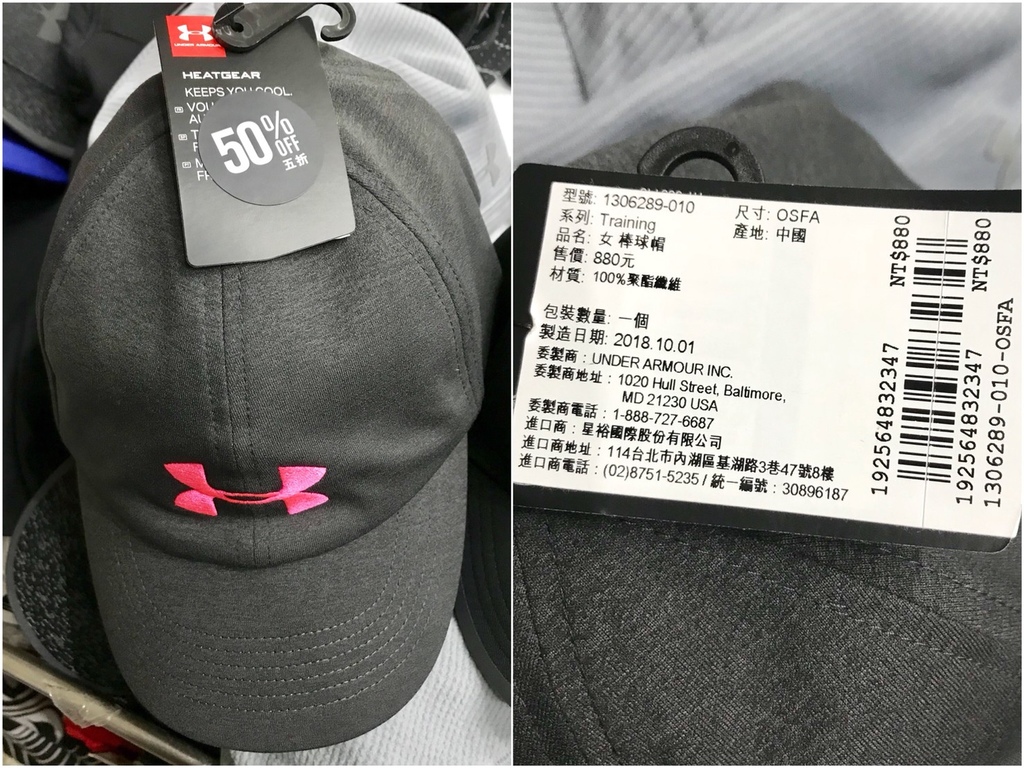 UNDER ARMOUR
HEATGEAR
KEEPS YOU COOL.
VOU
AU
50% OFF
五折
型號: 1306289-010
尺寸: OSFA
系列: Training
產地: 中國
品名: 女 棒球帽
售價: 880元
材質: 100%聚酯纖維
包裝數量: 一個
製造日期: 2018.10.01
委製商: UNDER ARMOUR INC.
委製商地址: 1020 Hull Street, Baltimore,
MD 21230 USA
委製商電話: 1-888-727-6687
進口商: 星裕國際股份有限公司
進口商地址: 114台北市內湖區基湖路3巷47號8樓
進口商電話: (02)8751-5235 / 統一編號: 30896187
NT$880
192564832347
NT$880
192564832347
1306289-010-OSFA